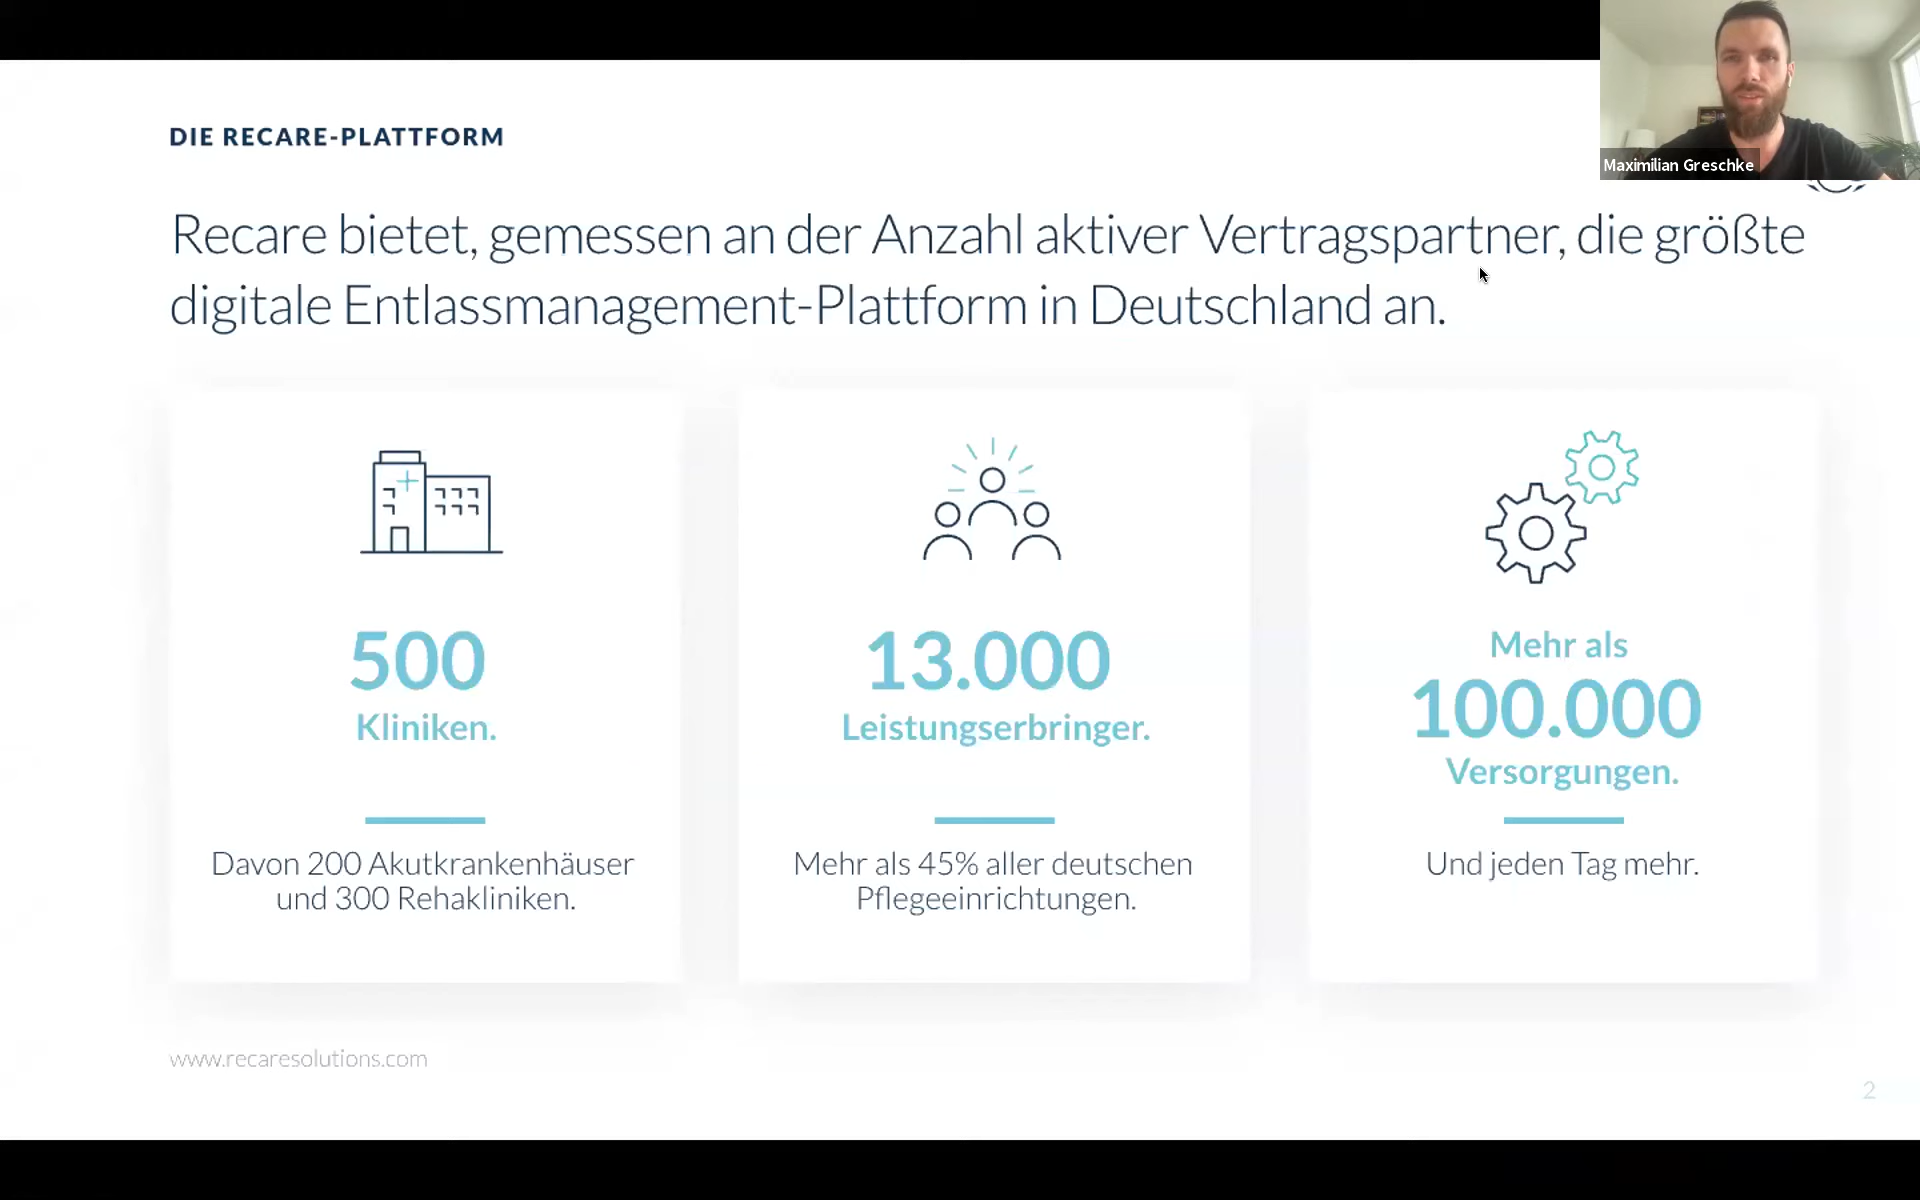 Maximilian Greschke
DIE RECARE-PLATTFORM
Recare bietet, gemessen an der Anzahl aktiver Vertragspartner, die größte
digitale Entlassmanagement-Plattform in Deutschland an.
500
Kliniken.
Davon 200 Akutkrankenhäuser
und 300 Rehakliniken.
13.000
Leistungserbringer.
Mehr als 45% aller deutschen
Pflegeeinrichtungen.
Mehr als
100.000
Versorgungen.
Und jeden Tag mehr.
www.recaresolutions.com
2